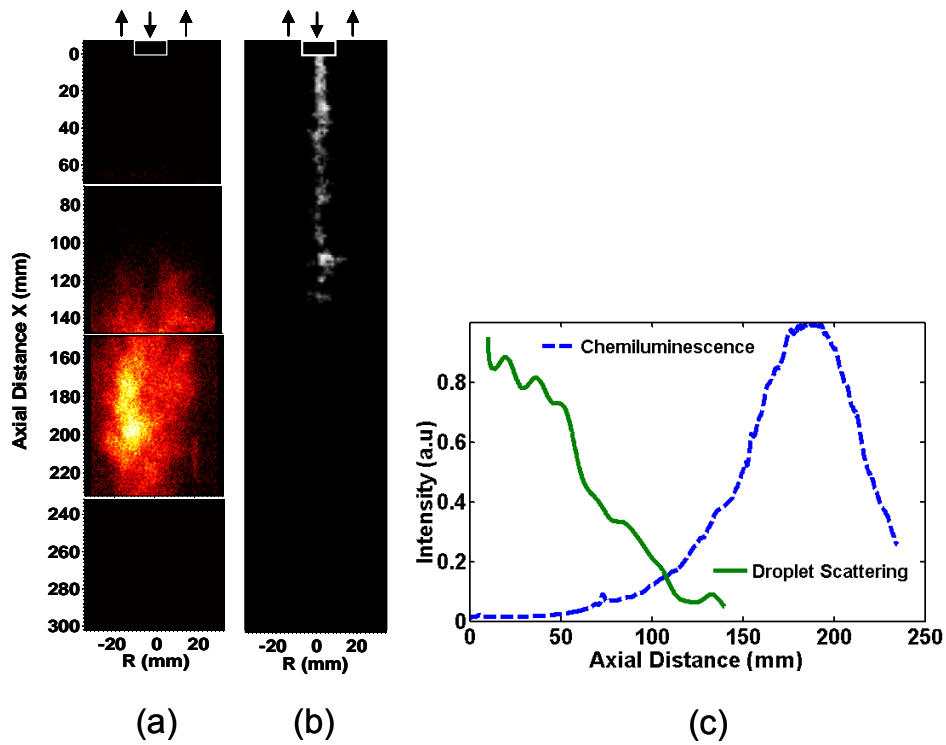 0
20
40
60
80
100
120
140
160
180
200
220
240
260
280
300
Axial Distance X (mm)
-20 0 20
R (mm)
-20 0 20
R (mm)
Chemiluminescence
Droplet Scattering
0.8
0.6
0.4
0.2
0
Intensity (a.u)
0 50 100 150 200 250
Axial Distance (mm)
(a) (b) (c)